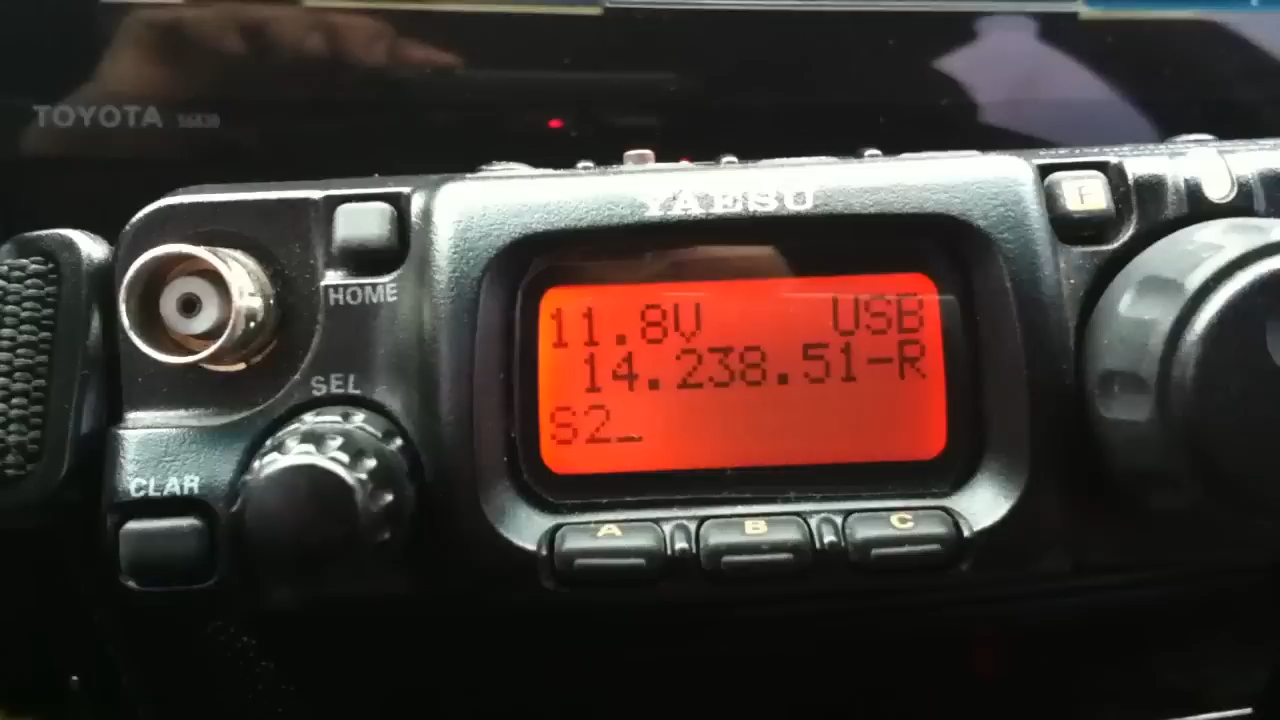 TOYOTA
YAESU
F
HOME
11.8V USB
14.238.51-R
S2_
SEL
CLAR
A B C